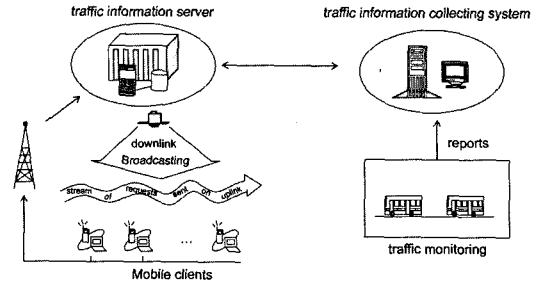 traffic information server
traffic information collecting system
downlink
Broadcasting
stream of requests sent on uplink
reports
...
traffic monitoring
Mobile clients